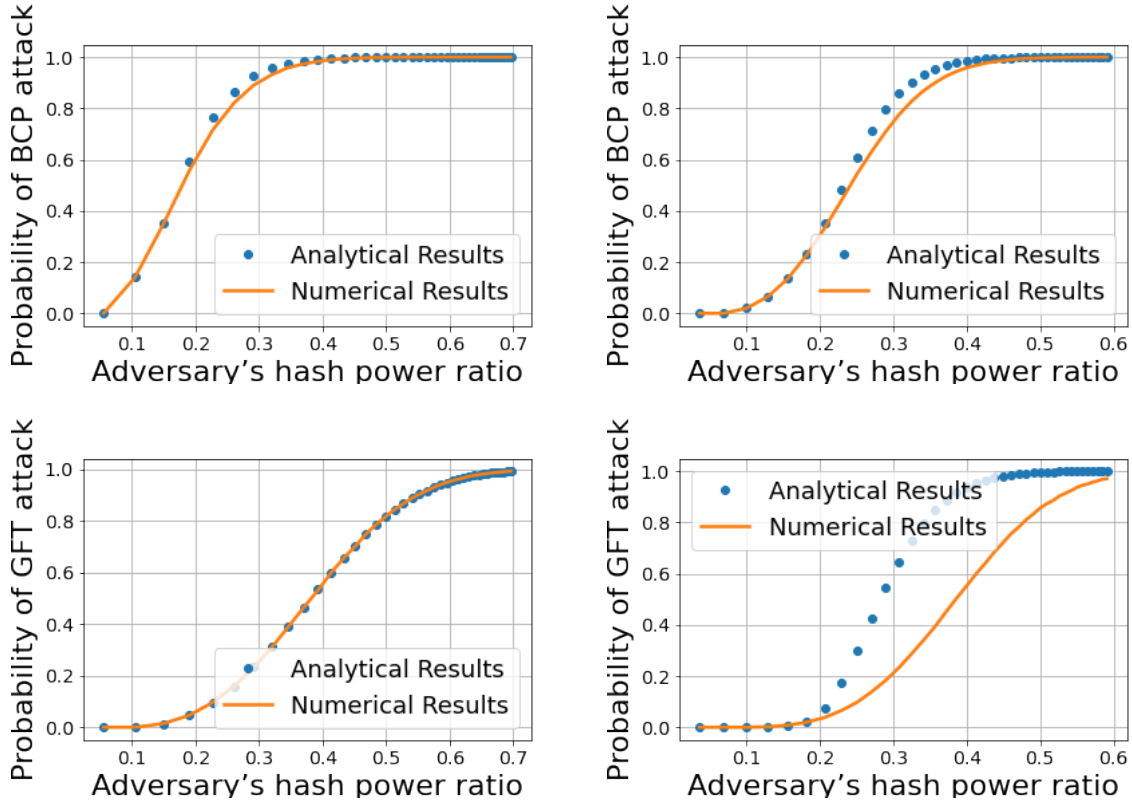 Probability of BCP attack
1.0
0.8
0.6
0.4
0.2
0.0
Analytical Results
Numerical Results
0.1 0.2 0.3 0.4 0.5 0.6 0.7
Adversary’s hash power ratio
Probability of BCP attack
1.0
0.8
0.6
0.4
0.2
0.0
Analytical Results
Numerical Results
0.1 0.2 0.3 0.4 0.5 0.6
Adversary’s hash power ratio
Probability of GFT attack
1.0
0.8
0.6
0.4
0.2
0.0
Analytical Results
Numerical Results
0.1 0.2 0.3 0.4 0.5 0.6 0.7
Adversary’s hash power ratio
Probability of GFT attack
1.0
0.8
0.6
0.4
0.2
0.0
Analytical Results
Numerical Results
0.1 0.2 0.3 0.4 0.5 0.6
Adversary’s hash power ratio